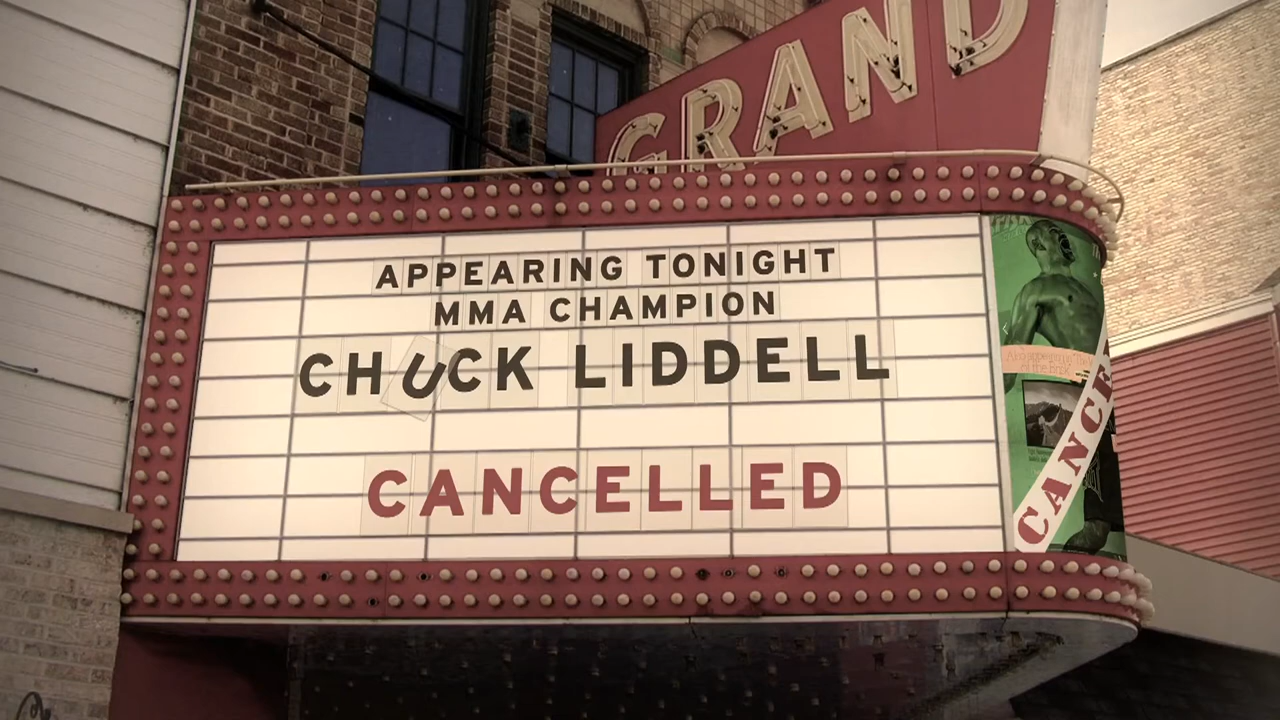 GRAND
APPEARING TONIGHT
MMA CHAMPION
CHUCK LIDDELL
CANCELLED
CANCE